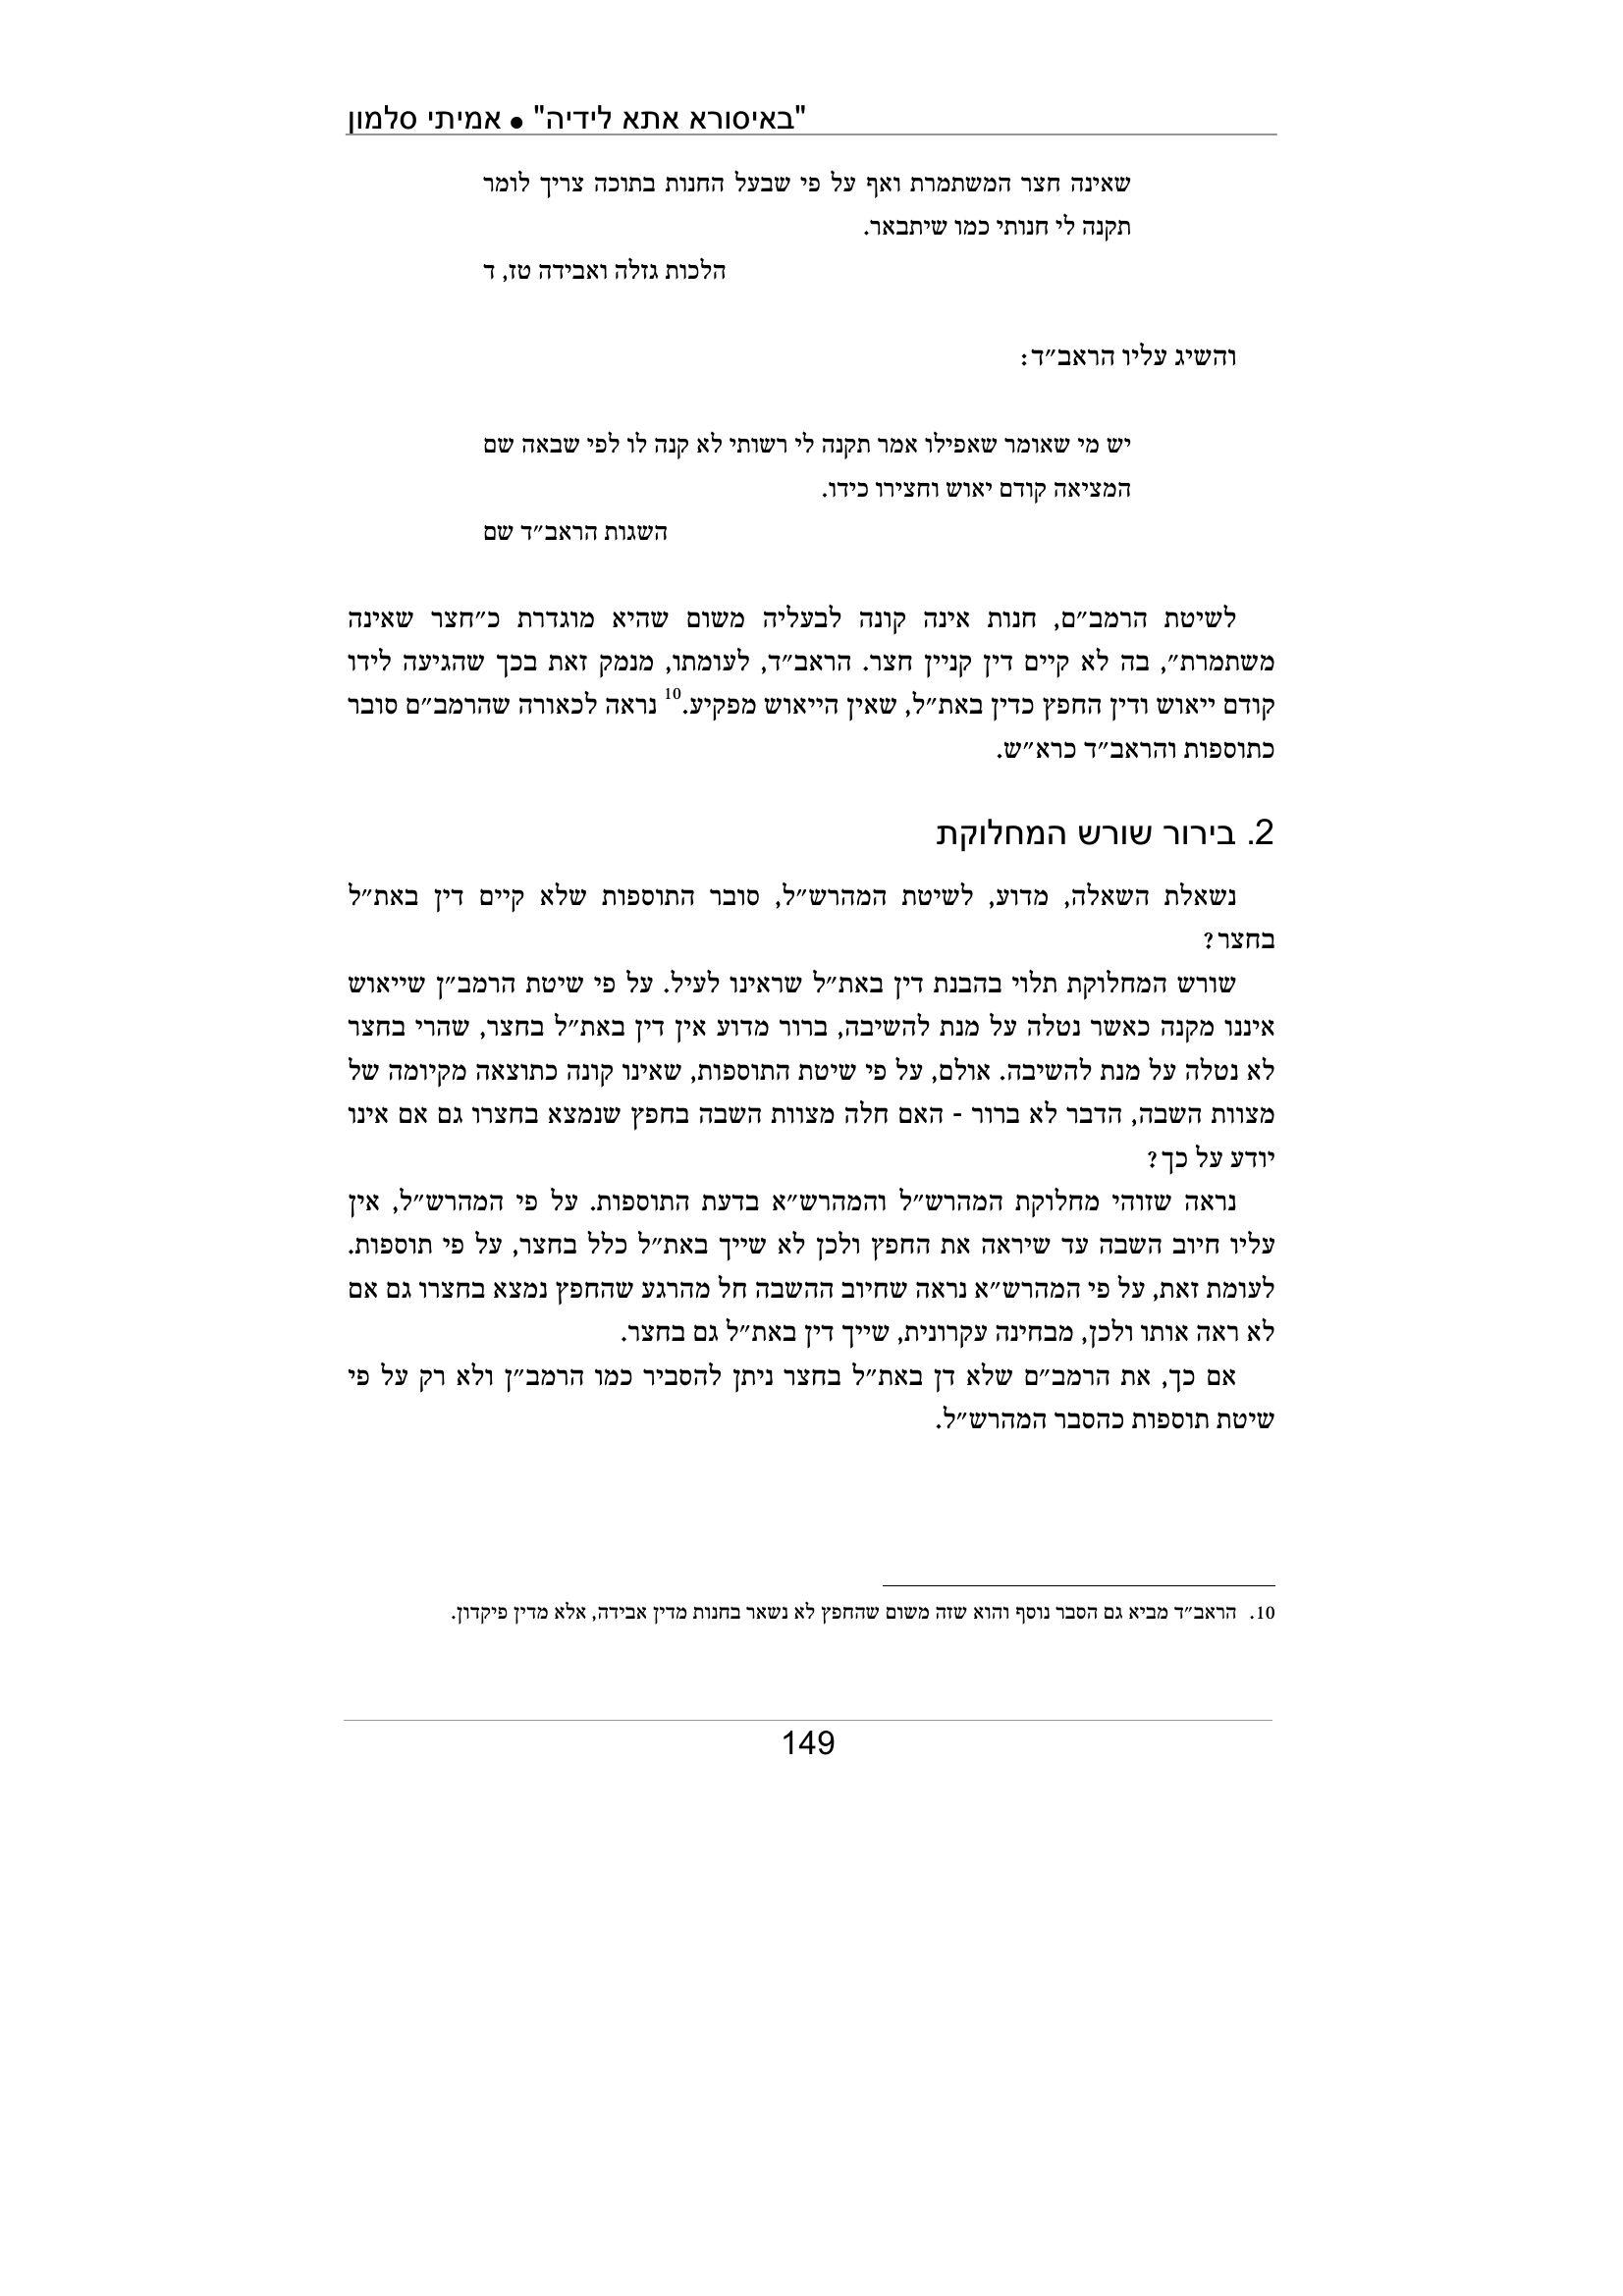 "באיסורא אתא לידיה" ● אמיתי סלמון
שאינה חצר המשתמרת ואף על פי שבעל החנות בתוכה צריך לומר
תקנה לי חנותי כמו שיתבאר.
הלכות גזלה ואבידה טז, ד
והשיג עליו הראב״ד:
יש מי שאומר שאפילו אמר תקנה לי רשותי לא קנה לו לפי שבאה שם
המציאה קודם יאוש וחצירו כידו.
השגות הראב״ד שם
לשיטת הרמב״ם, חנות אינה קונה לבעליה משום שהיא מוגדרת כ״חצר שאינה
משתמרת״, בה לא קיים דין קניין חצר. הראב״ד, לעומתו, מנמק זאת בכך שהגיעה לידו
קודם ייאוש ודין החפץ כדין באת״ל, שאין הייאוש מפקיע.10 נראה לכאורה שהרמב״ם סובר
כתוספות והראב״ד כרא״ש.
2. בירור שורש המחלוקת
נשאלת השאלה, מדוע, לשיטת המהרש״ל, סובר התוספות שלא קיים דין באת״ל
בחצר?
שורש המחלוקת תלוי בהבנת דין באת״ל שראינו לעיל. על פי שיטת הרמב״ן שייאוש
איננו מקנה כאשר נטלה על מנת להשיבה, ברור מדוע אין דין באת״ל בחצר, שהרי בחצר
לא נטלה על מנת להשיבה. אולם, על פי שיטת התוספות, שאינו קונה כתוצאה מקיומה של
מצוות השבה, הדבר לא ברור - האם חלה מצוות השבה בחפץ שנמצא בחצרו גם אם אינו
יודע על כך?
נראה שזוהי מחלוקת המהרש״ל והמהרש״א בדעת התוספות. על פי המהרש״ל, אין
עליו חיוב השבה עד שיראה את החפץ ולכן לא שייך באת״ל כלל בחצר, על פי תוספות.
לעומת זאת, על פי המהרש״א נראה שחיוב ההשבה חל מהרגע שהחפץ נמצא בחצרו גם אם
לא ראה אותו ולכן, מבחינה עקרונית, שייך דין באת״ל גם בחצר.
אם כך, את הרמב״ם שלא דן באת״ל בחצר ניתן להסביר כמו הרמב״ן ולא רק על פי
שיטת תוספות כהסבר המהרש״ל.
10. הראב״ד מביא גם הסבר נוסף והוא שזה משום שהחפץ לא נשאר בחנות מדין אבידה, אלא מדין פיקדון.
149